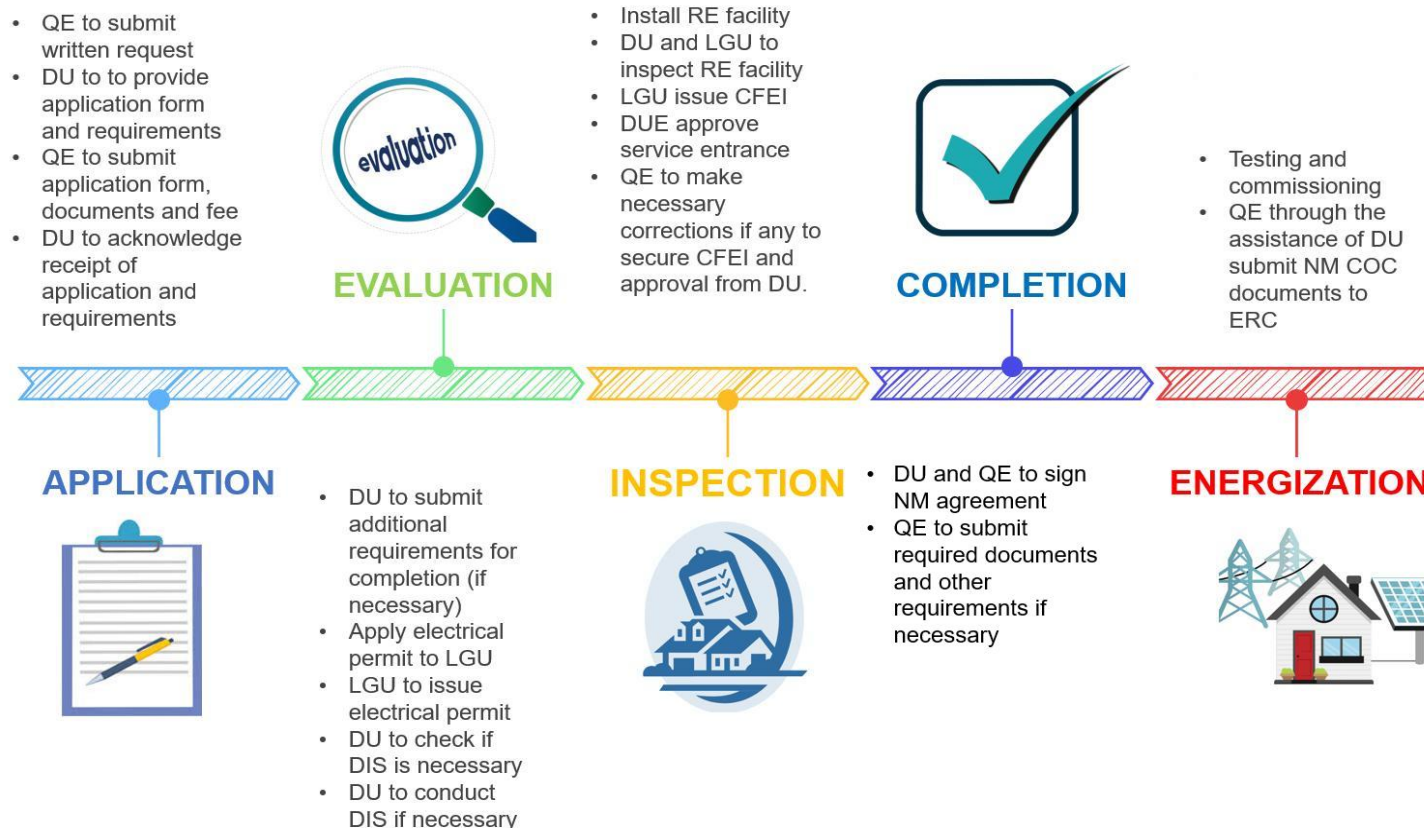 • QE to submit
written request
• DU to to provide
application form
and requirements
• QE to submit
application form,
documents and fee
• DU to acknowledge
receipt of
application and
requirements
APPLICATION
evaluation
EVALUATION
• DU to submit
additional
requirements for
completion (if
necessary)
• Apply electrical
permit to LGU
• LGU to issue
electrical permit
• DU to check if
DIS is necessary
• DU to conduct
DIS if necessary
• Install RE facility
• DU and LGU to
inspect RE facility
• LGU issue CFEI
• DUE approve
service entrance
• QE to make
necessary
corrections if any to
secure CFEI and
approval from DU.
INSPECTION
COMPLETION
• DU and QE to sign
NM agreement
• QE to submit
required documents
and other
requirements if
necessary
• Testing and
commissioning
• QE through the
assistance of DU
submit NM COC
documents to
ERC
ENERGIZATION